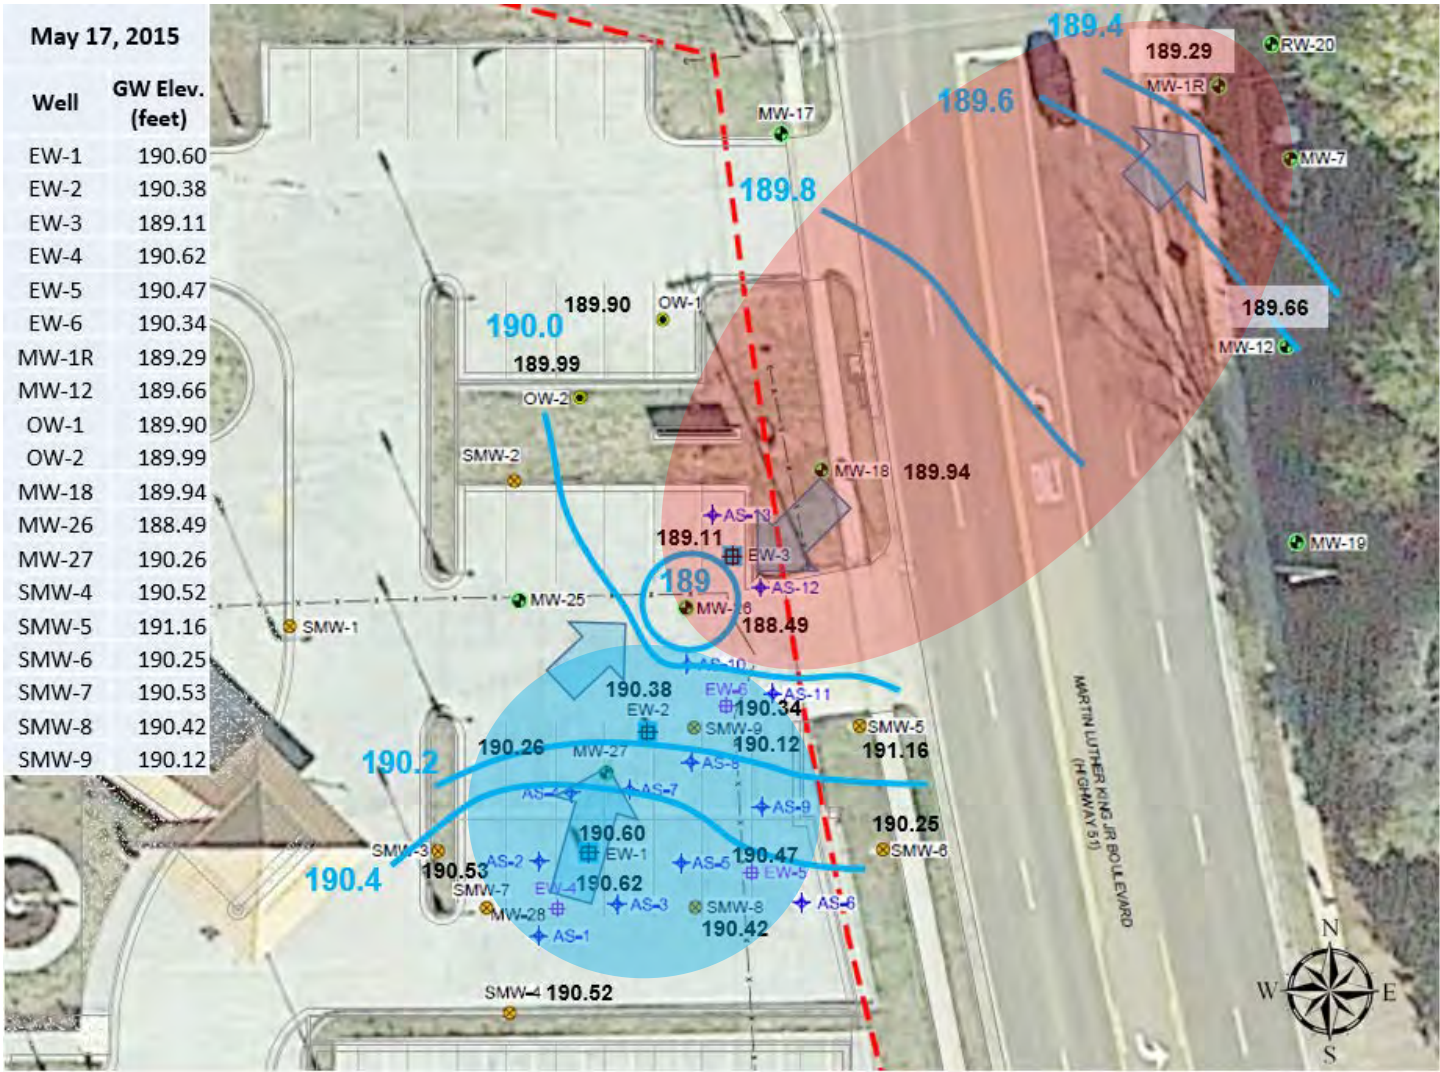 May 17, 2015
Well GW Elev. (feet)
EW-1 190.60
EW-2 190.38
EW-3 189.11
EW-4 190.62
EW-5 190.47
EW-6 190.34
MW-1R 189.29
MW-12 189.66
OW-1 189.90
OW-2 189.99
MW-18 189.94
MW-26 188.49
MW-27 190.26
SMW-4 190.52
SMW-5 191.16
SMW-6 190.25
SMW-7 190.53
SMW-8 190.42
SMW-9 190.12
189.4
189.29
RW-20
MW-1R
189.6
MW-17
MW-7
189.8
189.90
OW-1
190.0
189.99
189.66
MW-12
OW-2
SMW-2
MW-18 189.94
AS-13
189.11
EW-3
MW-19
189
AS-12
MW-25
MW-26
SMW-1
188.49
AS-10
190.38
EW-6
AS-11
EW-2
190.34
SMW-9
SMW-5
190.26
MW-27
190.12
191.16
190.2
AS-8
AS-4
AS-7
AS-9
190.60
190.25
SMW-3
EW-1
SMW-6
190.53
AS-2
AS-5
190.47
190.4
EW-5
SMW-7
EW-4
190.62
MW-28
AS-3
SMW-8
AS-6
190.42
AS-1
SMW-4 190.52
MARTIN LUTHER KING JR BOULEVARD
(HIGHWAY 51)
N
W E
S